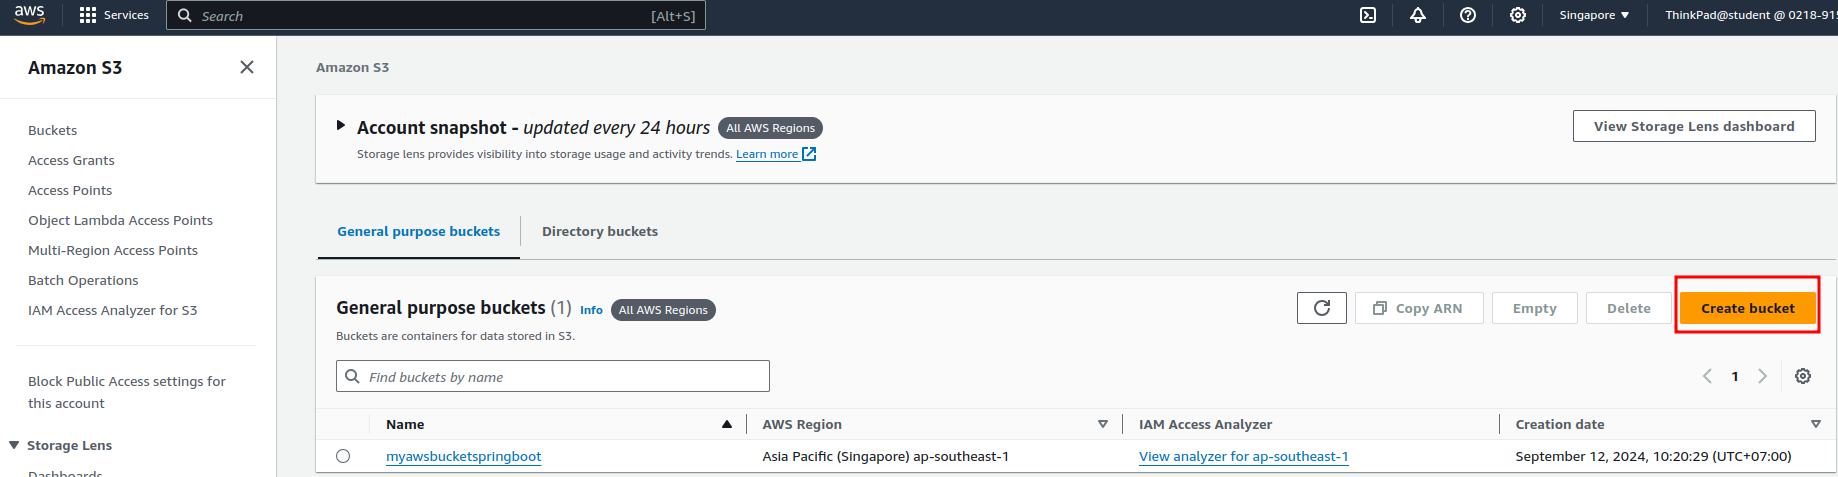 aws
Services
Search
[Alt+S]
Singapore
ThinkPad@student @ 0218-915
Amazon S3
Buckets
Access Grants
Access Points
Object Lambda Access Points
Multi-Region Access Points
Batch Operations
IAM Access Analyzer for S3
Block Public Access settings for
this account
Storage Lens
Dashboards
Amazon S3
Account snapshot - updated every 24 hours All AWS Regions
Storage lens provides visibility into storage usage and activity trends. Learn more
View Storage Lens dashboard
General purpose buckets
Directory buckets
General purpose buckets (1) Info All AWS Regions
Buckets are containers for data stored in S3.
Copy ARN
Empty
Delete
Create bucket
Find buckets by name
1
Name
AWS Region
IAM Access Analyzer
Creation date
myawsbucketspringboot
Asia Pacific (Singapore) ap-southeast-1
View analyzer for ap-southeast-1
September 12, 2024, 10:20:29 (UTC+07:00)